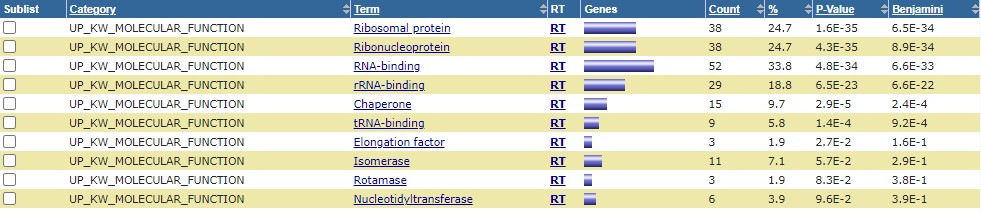 Sublist Category Term RT Genes Count % P-Value Benjamini
UP_KW_MOLECULAR_FUNCTION Ribosomal protein RT 38 24.7 1.6E-35 6.5E-34
UP_KW_MOLECULAR_FUNCTION Ribonucleoprotein RT 38 24.7 4.3E-35 8.9E-34
UP_KW_MOLECULAR_FUNCTION RNA-binding RT 52 33.8 4.8E-34 6.6E-33
UP_KW_MOLECULAR_FUNCTION rRNA-binding RT 29 18.8 6.5E-23 6.6E-22
UP_KW_MOLECULAR_FUNCTION Chaperone RT 15 9.7 2.9E-5 2.4E-4
UP_KW_MOLECULAR_FUNCTION tRNA-binding RT 9 5.8 1.4E-4 9.2E-4
UP_KW_MOLECULAR_FUNCTION Elongation factor RT 3 1.9 2.7E-2 1.6E-1
UP_KW_MOLECULAR_FUNCTION Isomerase RT 11 7.1 5.7E-2 2.9E-1
UP_KW_MOLECULAR_FUNCTION Rotamase RT 3 1.9 8.3E-2 3.8E-1
UP_KW_MOLECULAR_FUNCTION Nucleotidyltransferase RT 6 3.9 9.6E-2 3.9E-1